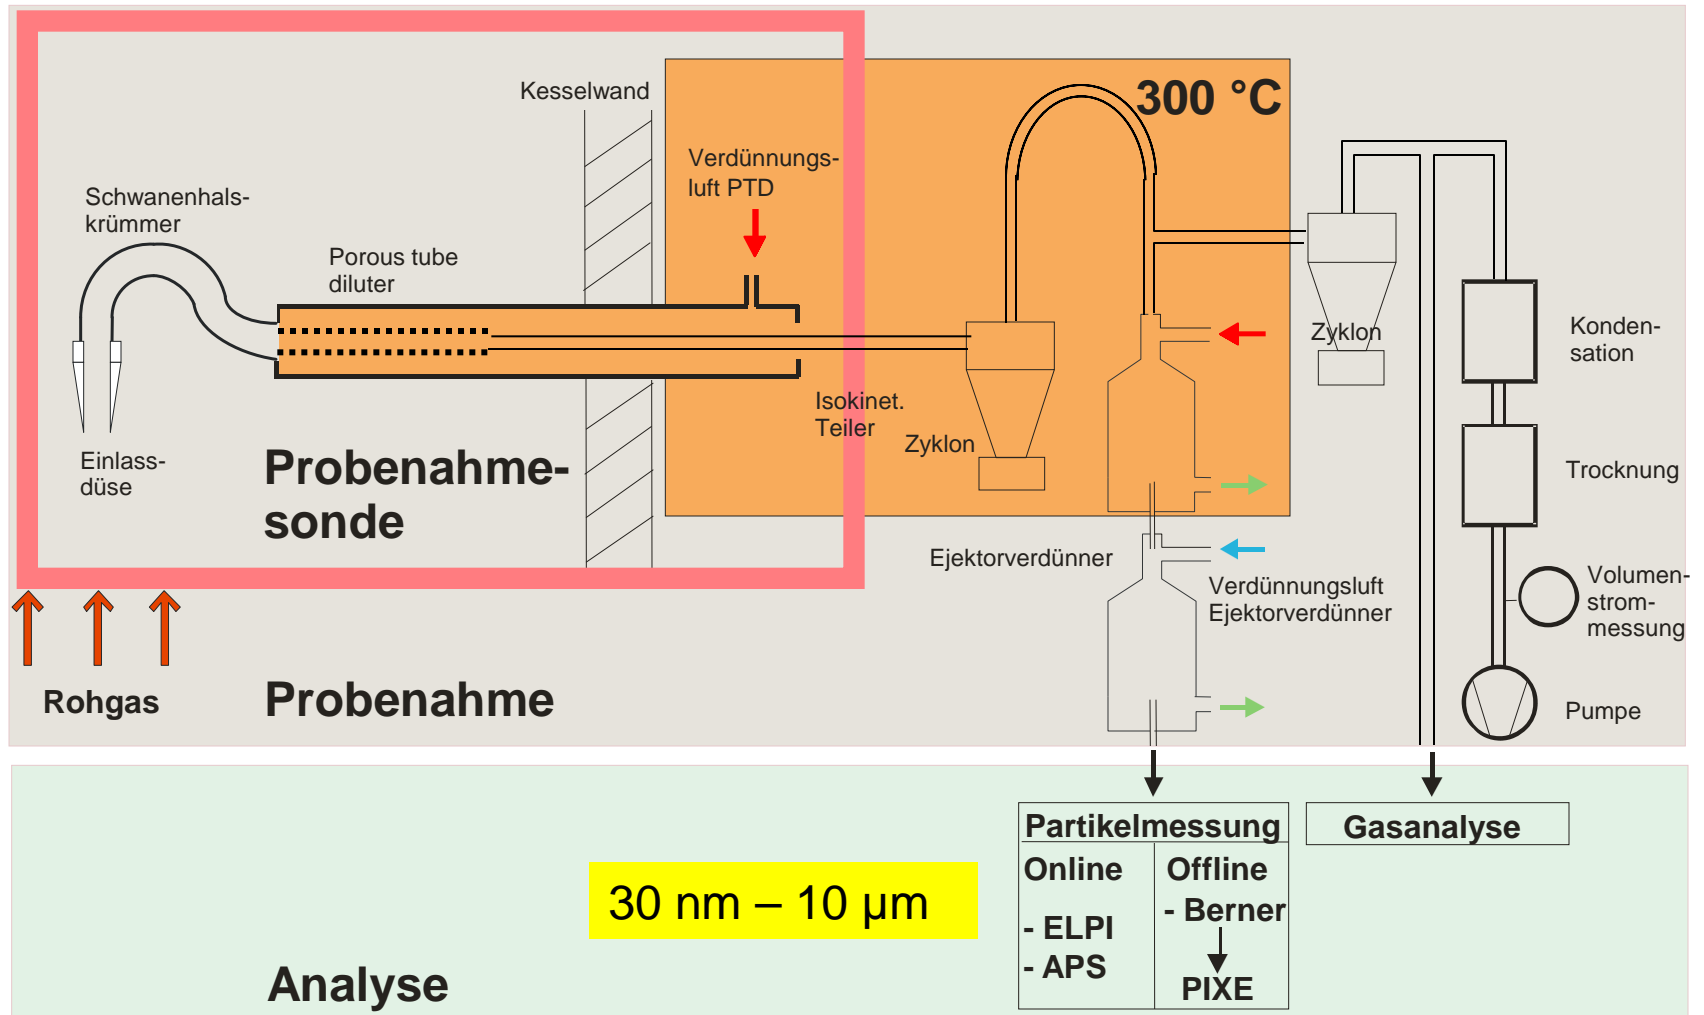 Kesselwand
300 °C
Verdünnungs-
luft PTD
Schwanenhals-
krümmer
Porous tube
diluter
Zyklon
Konden-
sation
Isokinet.
Teiler
Zyklon
Einlass-
düse
Probenahme-
sonde
Trocknung
Ejektorverdünner
Verdünnungsluft
Ejektorverdünner
Volumen-
strom-
messung
Rohgas
Probenahme
Pumpe
Partikelmessung
Online
- ELPI
- APS
Offline
- Berner
PIXE
Gasanalyse
30 nm – 10 µm
Analyse